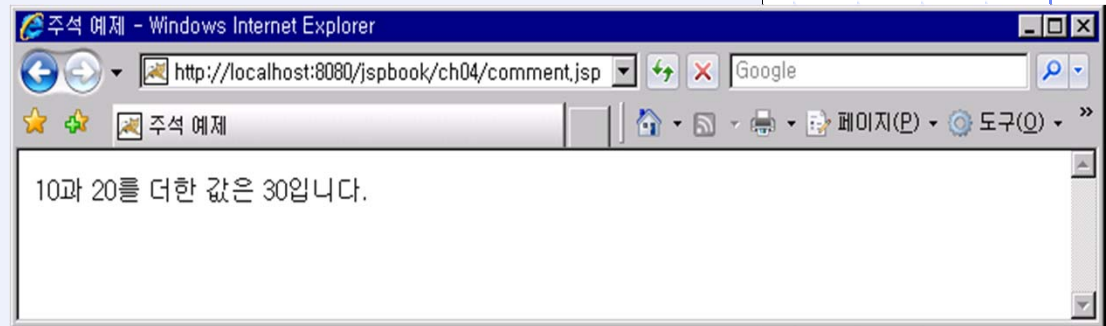 주석 예제 - Windows Internet Explorer
http://localhost:8080/jspbook/ch04/comment.jsp
Google
주석 예제
페이지(P)
도구(O)
»
10과 20를 더한 값은 30입니다.